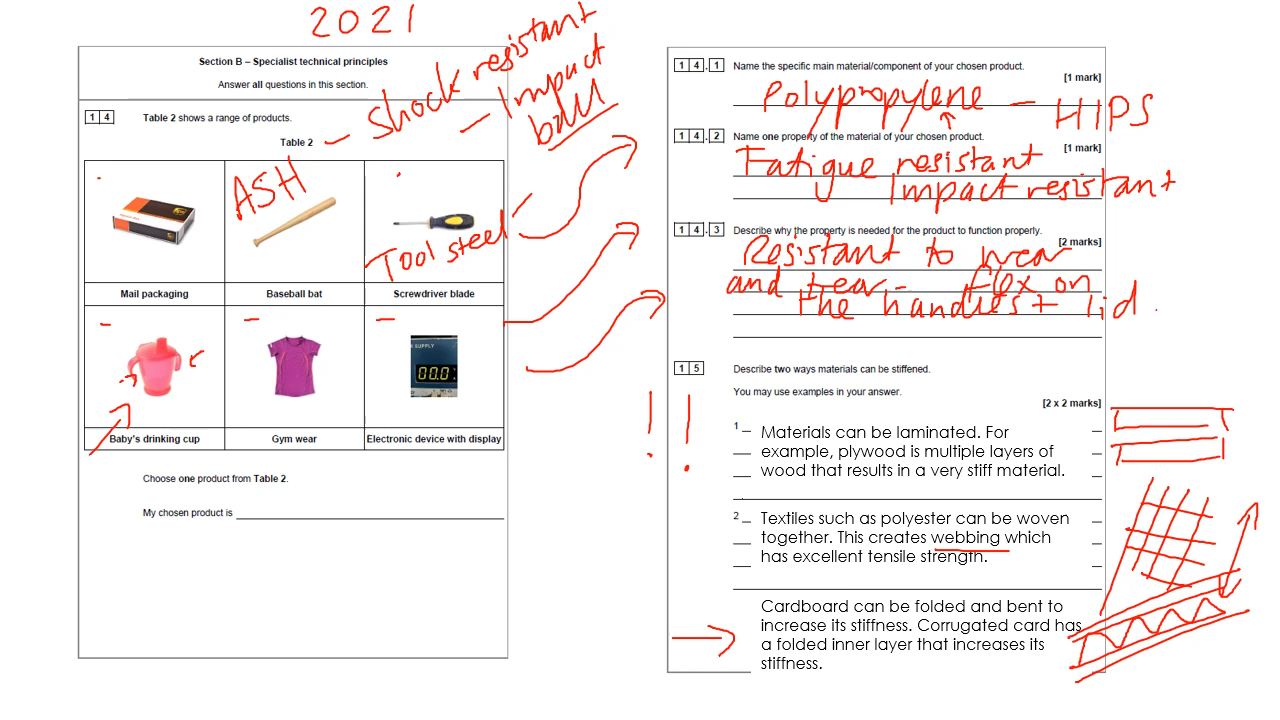 2021
Section B – Specialist technical principles
Answer all questions in this section.
1 4 Table 2 shows a range of products.
Table 2
- Shock resistant
- Impact
ball
ASH
Tool steel
SUPPLY
00.0
Mail packaging
Baseball bat
Screwdriver blade
Baby's drinking cup
Gym wear
Electronic device with display
Choose one product from Table 2.
My chosen product is
1 4 . 1 Name the specific main material/component of your chosen product.
[1 mark]
Polypropylene - HIPS
1 4 . 2 Name one property of the material of your chosen product.
[1 mark]
Fatigue resistant
Impact resistant
1 4 . 3 Describe why the property is needed for the product to function properly.
[2 marks]
Resistant to wear
and tear - flex on
the handles + lid.
1 5 Describe two ways materials can be stiffened.
You may use examples in your answer.
[2 x 2 marks]
! !
1 Materials can be laminated. For
example, plywood is multiple layers of
wood that results in a very stiff material.
2 Textiles such as polyester can be woven
together. This creates webbing which
has excellent tensile strength.
Cardboard can be folded and bent to
increase its stiffness. Corrugated card has
a folded inner layer that increases its
stiffness.